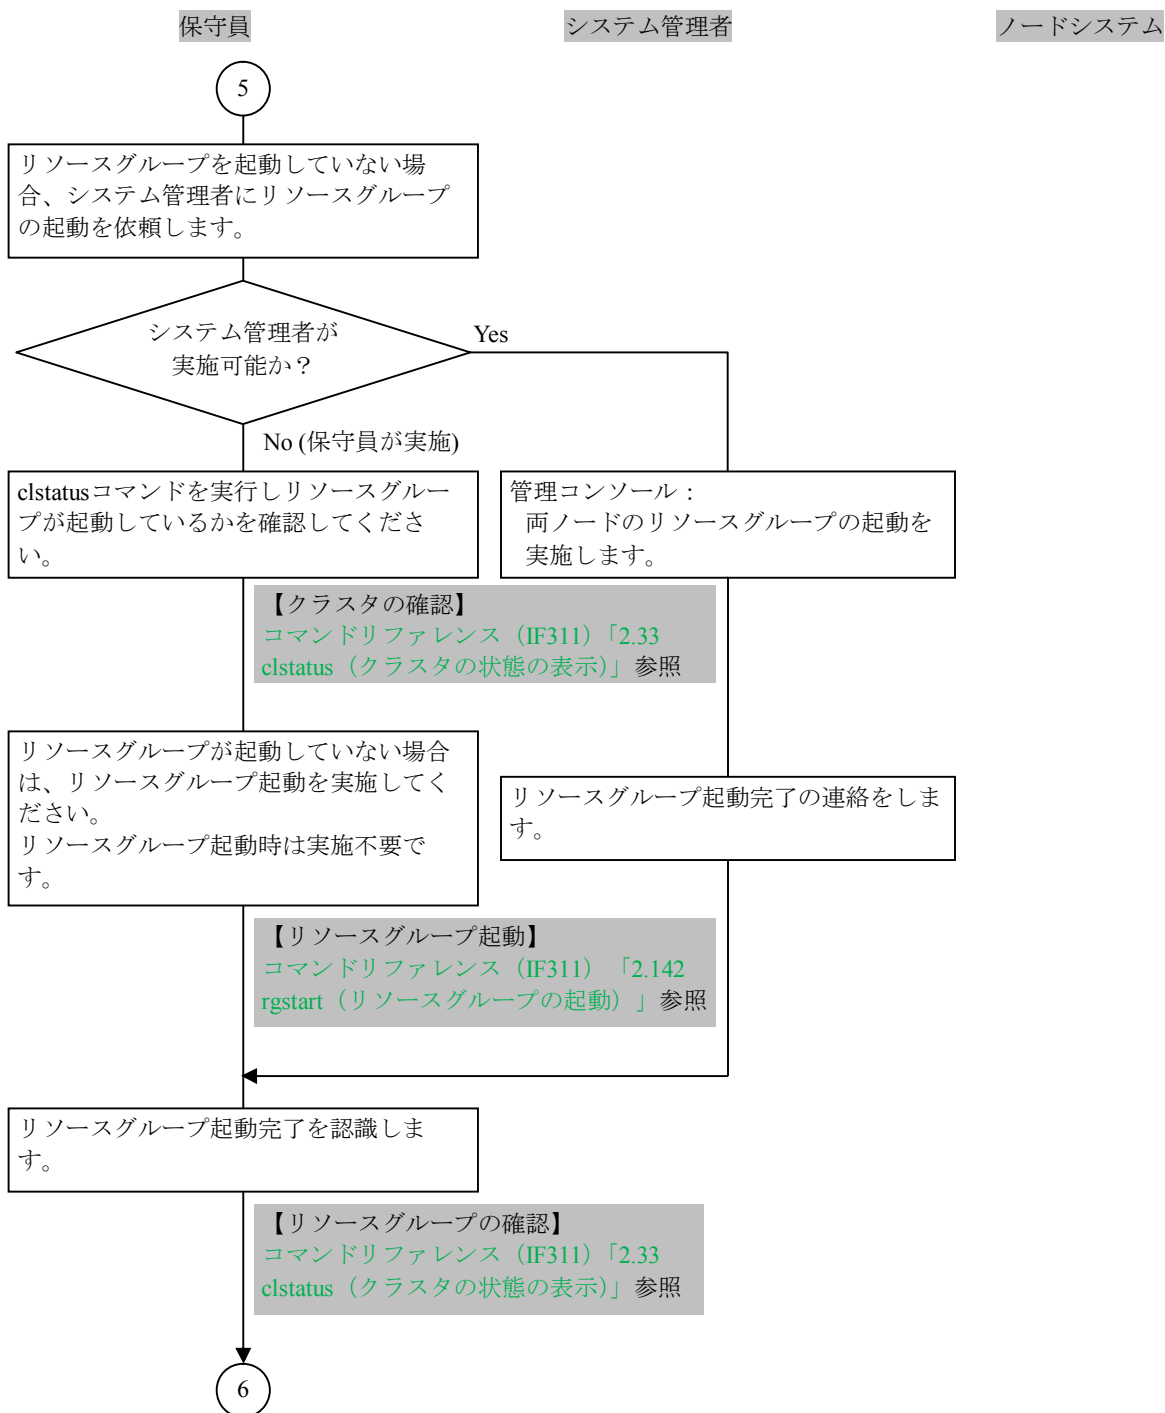 保守員
システム管理者
ノードシステム
5
リソースグループを起動していない場
合、システム管理者にリソースグループ
の起動を依頼します。
システム管理者が
実施可能か？
Yes
No (保守員が実施)
clstatusコマンドを実行しリソースグルー
プが起動しているかを確認してくださ
い。
管理コンソール：
両ノードのリソースグループの起動を
実施します。
【クラスタの確認】
コマンドリファレンス（IF311）「2.33
clstatus（クラスタの状態の表示）」参照
リソースグループが起動していない場合
は、リソースグループ起動を実施してく
ださい。
リソースグループ起動時は実施不要で
す。
リソースグループ起動完了の連絡をしま
す。
【リソースグループ起動】
コマンドリファレンス（IF311）「2.142
rgstart（リソースグループの起動）」参照
リソースグループ起動完了を認識しま
す。
【リソースグループの確認】
コマンドリファレンス（IF311）「2.33
clstatus（クラスタの状態の表示）」参照
6